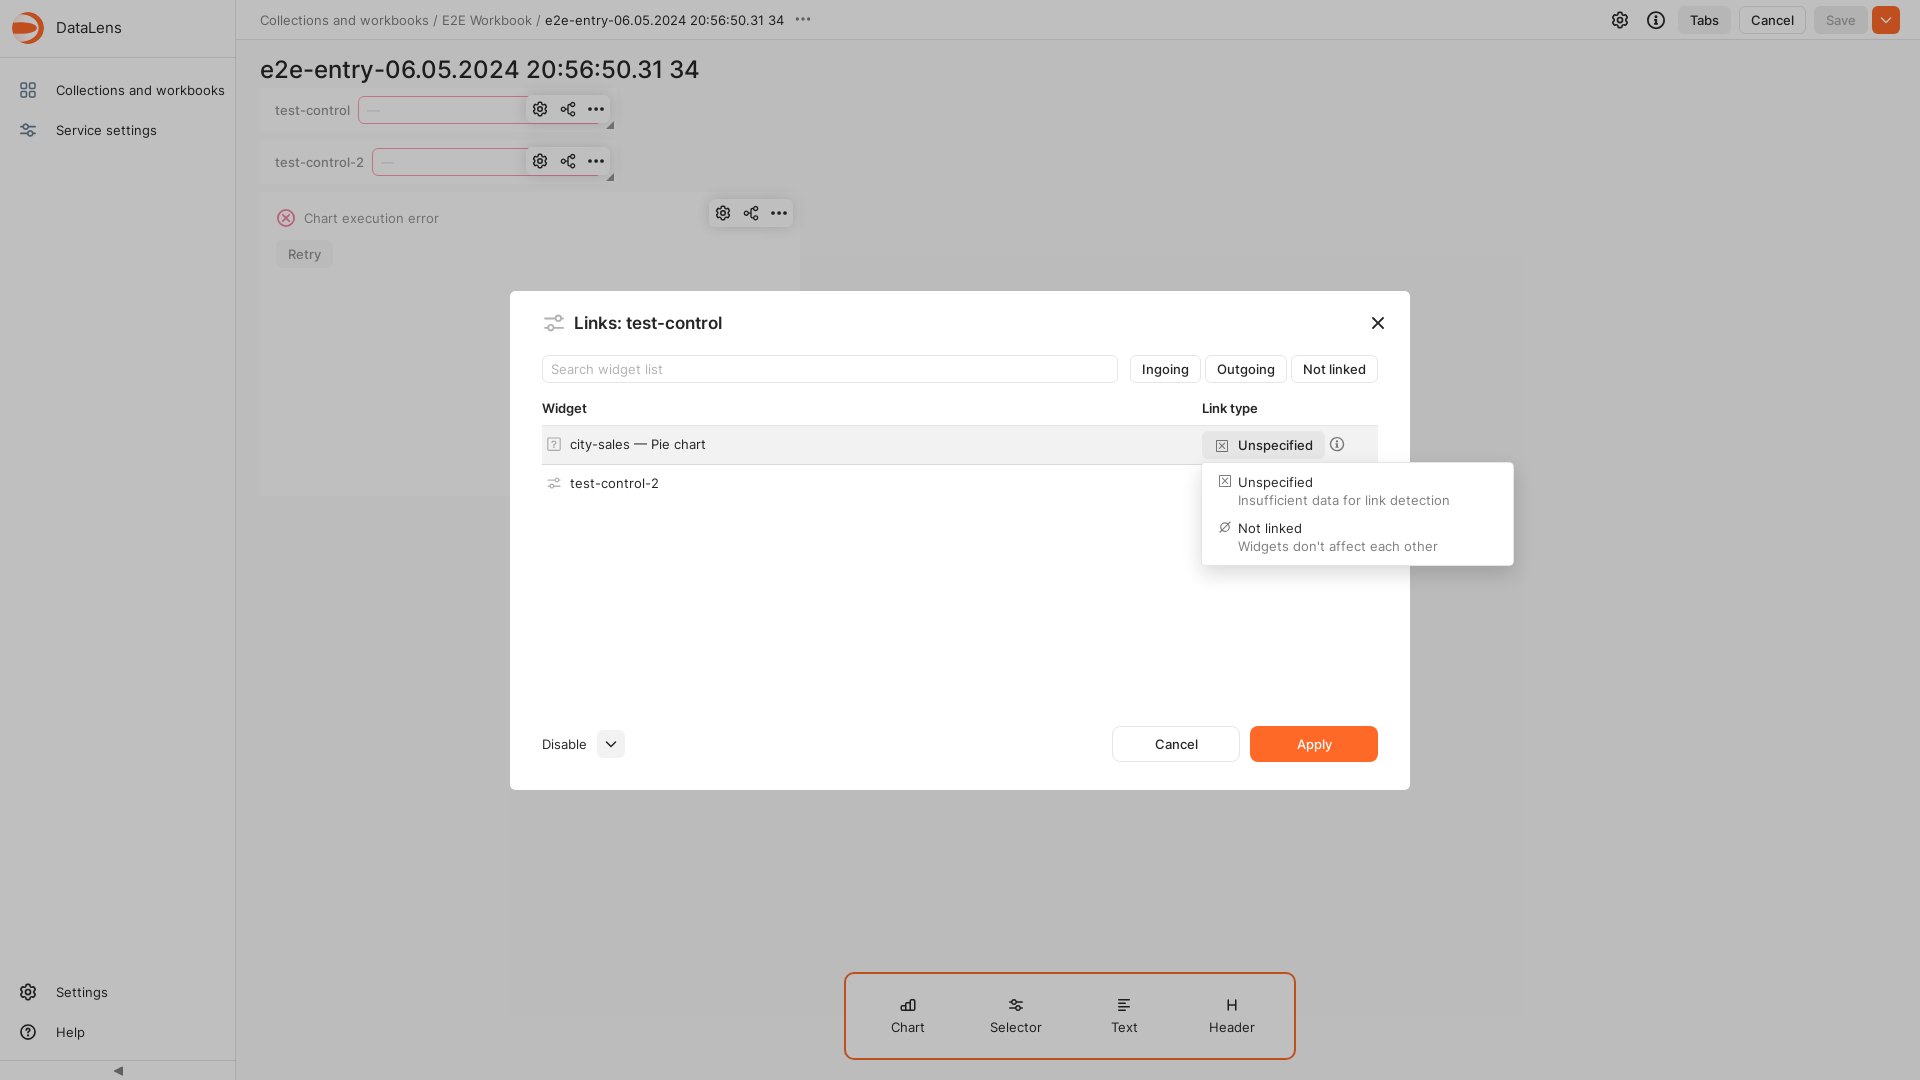 DataLens
Collections and workbooks / E2E Workbook / e2e-entry-06.05.2024 20:56:50.31 34
Tabs
Cancel
Save
Collections and workbooks
Service settings
e2e-entry-06.05.2024 20:56:50.31 34
test-control —
test-control-2 —
Chart execution error
Retry
Links: test-control
Search widget list
Ingoing
Outgoing
Not linked
Widget
Link type
city-sales — Pie chart
Unspecified
test-control-2
Unspecified
Insufficient data for link detection
Not linked
Widgets don't affect each other
Disable
Cancel
Apply
Chart
Selector
Text
Header
Settings
Help